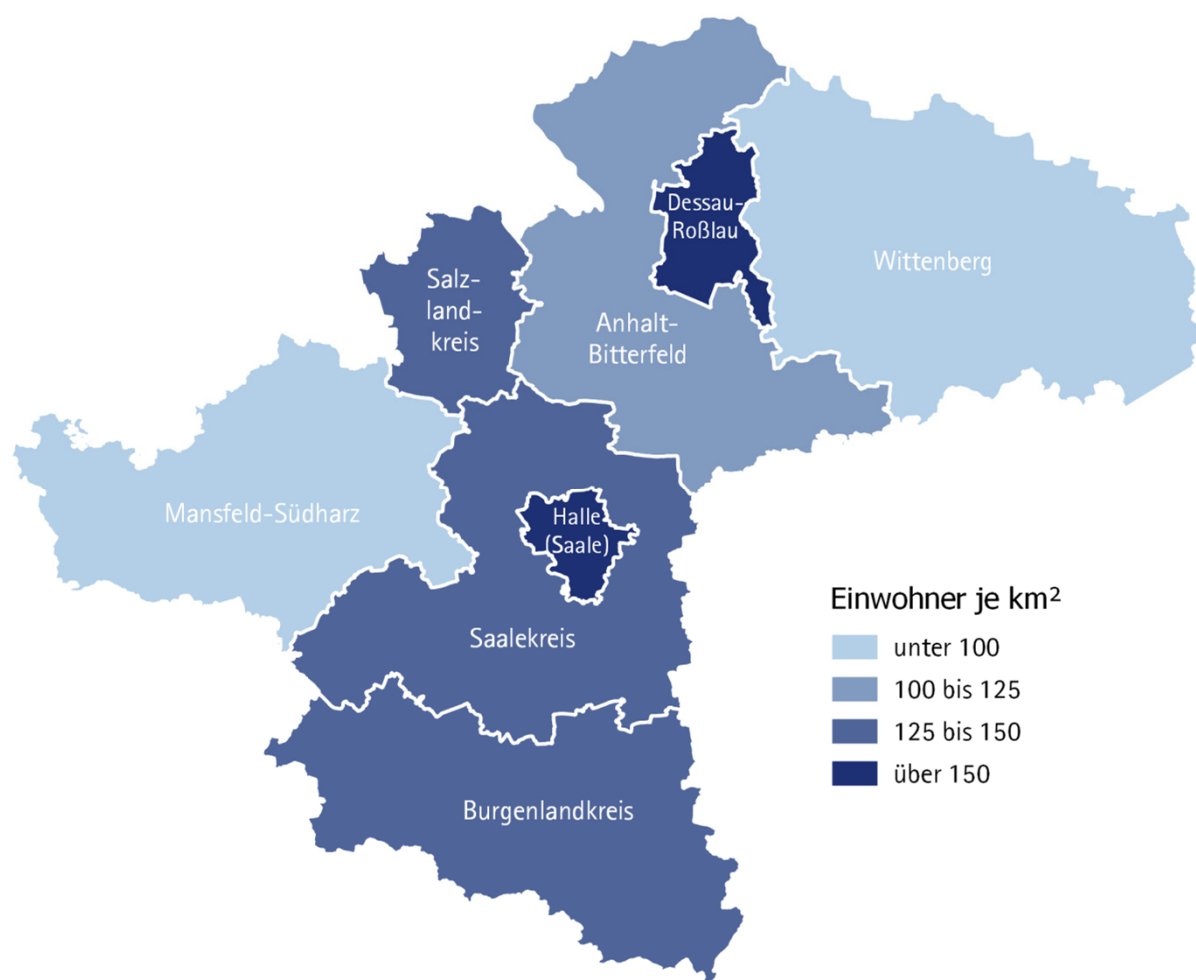 Dessau-
Roßlau
Wittenberg
Salz-
land-
kreis
Anhalt-
Bitterfeld
Mansfeld-Südharz
Halle
(Saale)
Saalekreis
Burgenlandkreis
Einwohner je km²
unter 100
100 bis 125
125 bis 150
über 150